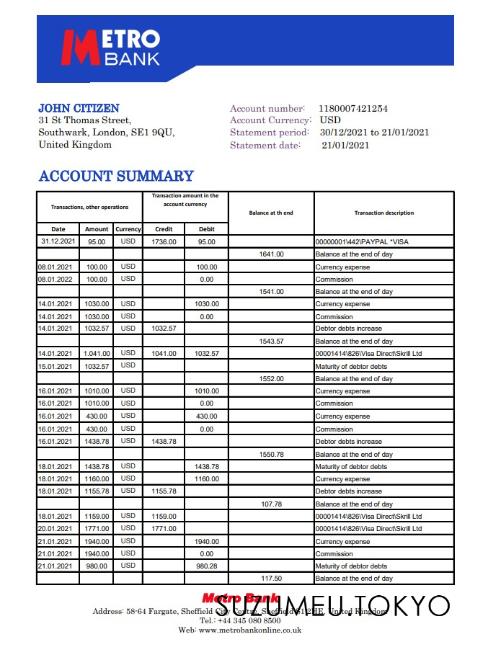 METRO
BANK
JOHN CITIZEN
31 St Thomas Street,
Southwark, London, SE1 9QU,
United Kingdom
Account number: 1180007421254
Account Currency: USD
Statement period: 30/12/2021 to 21/01/2021
Statement date: 21/01/2021
ACCOUNT SUMMARY
Transactions, other operations
Transaction amount in the account currency
Balance at th end
Transaction description
Date Amount Currency Credit Debit
31.12.2021 95.00 USD 1736.00 95.00 00000001\442\PAYPAL *VISA
1641.00 Balance at the end of day
08.01.2021 100.00 USD 100.00 Currency expense
08.01.2022 100.00 USD 0.00 Commission
1541.00 Balance at the end of day
14.01.2021 1030.00 USD 1030.00 Currency expense
14.01.2021 1030.00 USD 0.00 Commission
14.01.2021 1032.57 USD 1032.57 Debtor debts increase
1543.57 Balance at the end of day
14.01.2021 1.041.00 USD 1041.00 1032.57 00001414\826\Visa Direct\Skrill Ltd
15.01.2021 1032.57 USD Maturity of debtor debts
1552.00 Balance at the end of day
16.01.2021 1010.00 USD 1010.00 Currency expense
16.01.2021 1010.00 USD 0.00 Commission
16.01.2021 430.00 USD 430.00 Currency expense
16.01.2021 430.00 USD 0.00 Commission
16.01.2021 1438.78 USD 1438.78 Debtor debts increase
1550.78 Balance at the end of day
18.01.2021 1438.78 USD 1438.78 Maturity of debtor debts
18.01.2021 1160.00 USD 1160.00 Currency expense
18.01.2021 1155.78 USD 1155.78 Debtor debts increase
107.78 Balance at the end of day
18.01.2021 1159.00 USD 1159.00 00001414\826\Visa Direct\Skrill Ltd
20.01.2021 1771.00 USD 1771.00 00001414\826\Visa Direct\Skrill Ltd
21.01.2021 1940.00 USD 1940.00 Currency expense
21.01.2021 1940.00 USD 0.00 Commission
21.01.2021 980.00 USD 980.28 Maturity of debtor debts
117.50 Balance at the end of day
Metro Bank
Address: 58-64 Fargate, Sheffield City Centre, Sheffield S1 2HE, United Kingdom
SUZUMEU.TOKYO
Tel.: +44 345 080 8500
Web: www.metrobankonline.co.uk